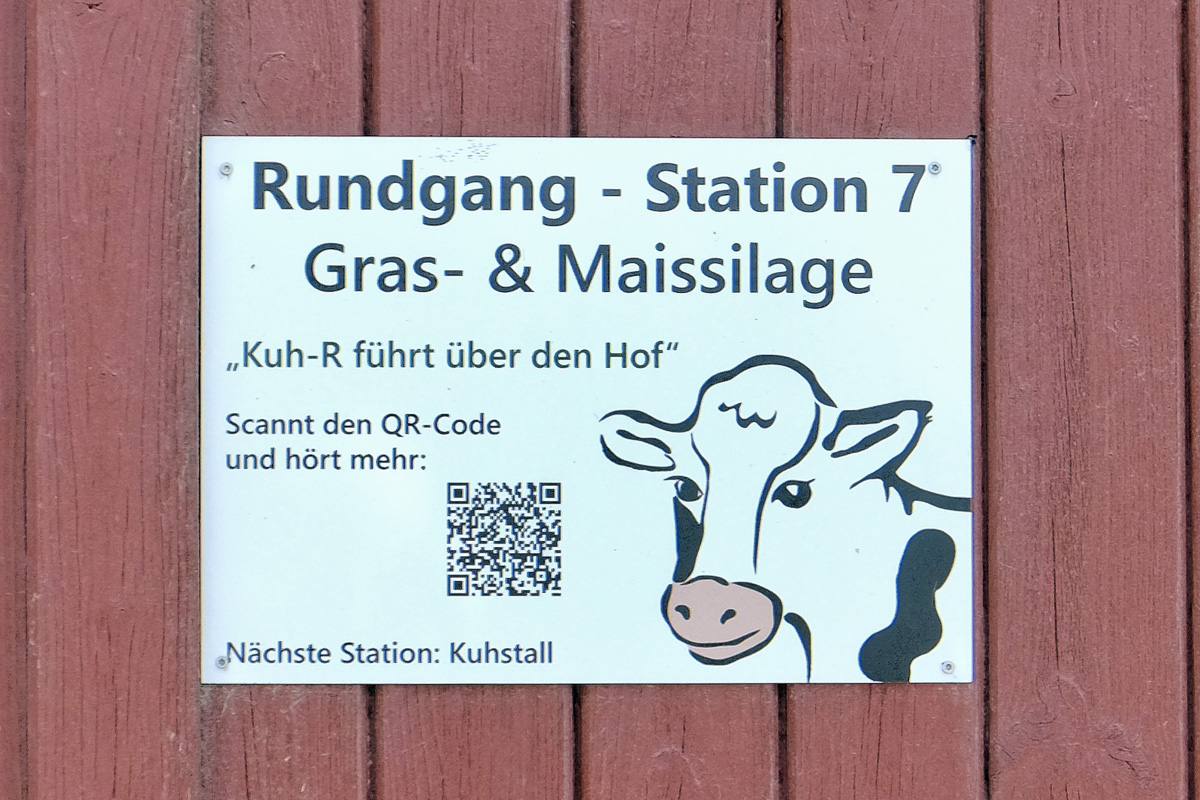 Rundgang - Station 7
Gras- & Maissilage
„Kuh-R führt über den Hof“
Scannt den QR-Code
und hört mehr:
Nächste Station: Kuhstall